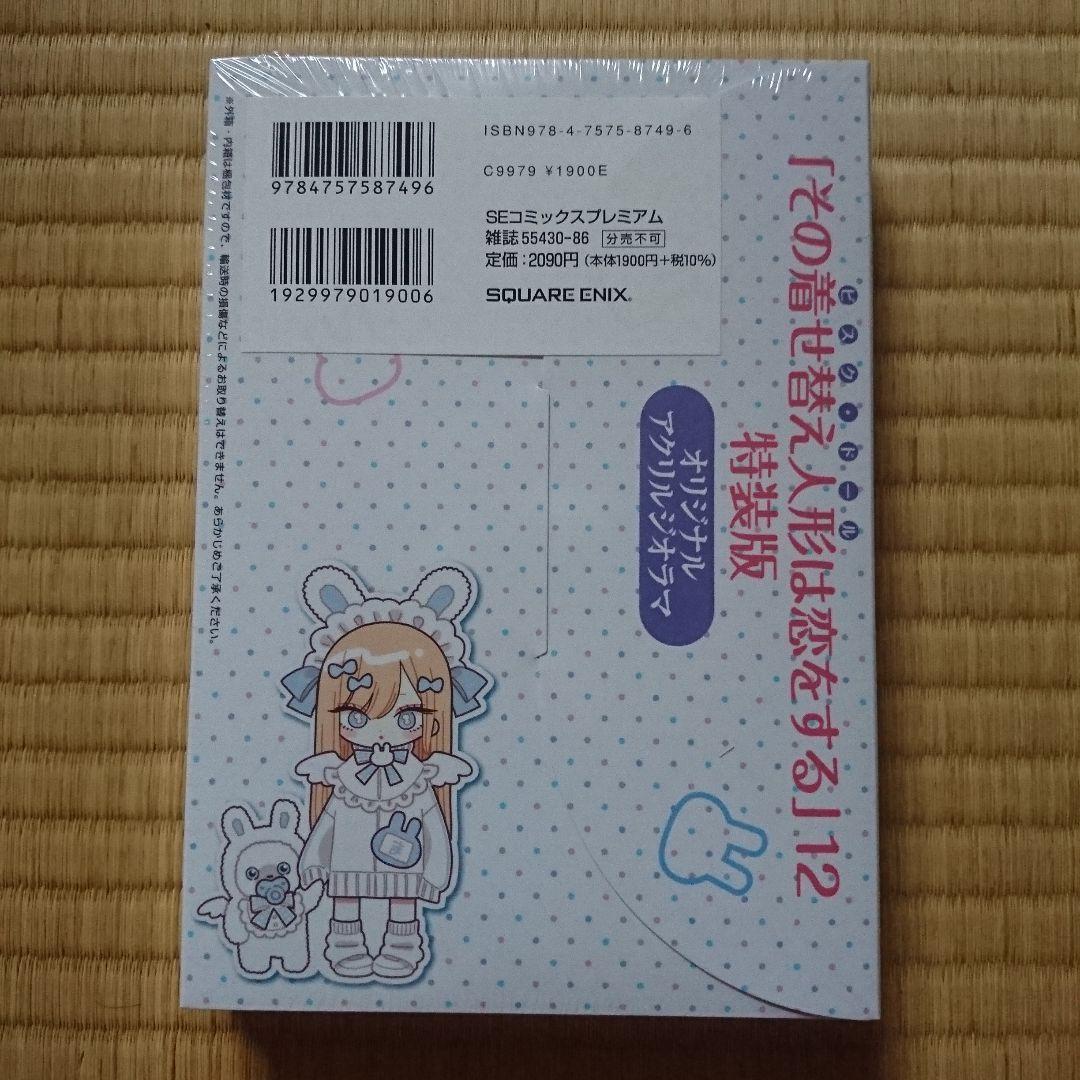 ISBN978-4-7575-8749-6
C9979 ¥1900E
9784757587496
SEコミックスプレミアム
雑誌 55430-86 分売不可
定価:2090円(本体1900円+税10%)
1929979019006
SQUARE ENIX®
「その着せ替え人形は恋をする」12
ビスク・ドール
特装版
オリジナル
アクリルジオラマ
※外箱・内箱は梱包材ですので、輸送時の損傷などによるお取り替えはできません。あらかじめご了承ください。